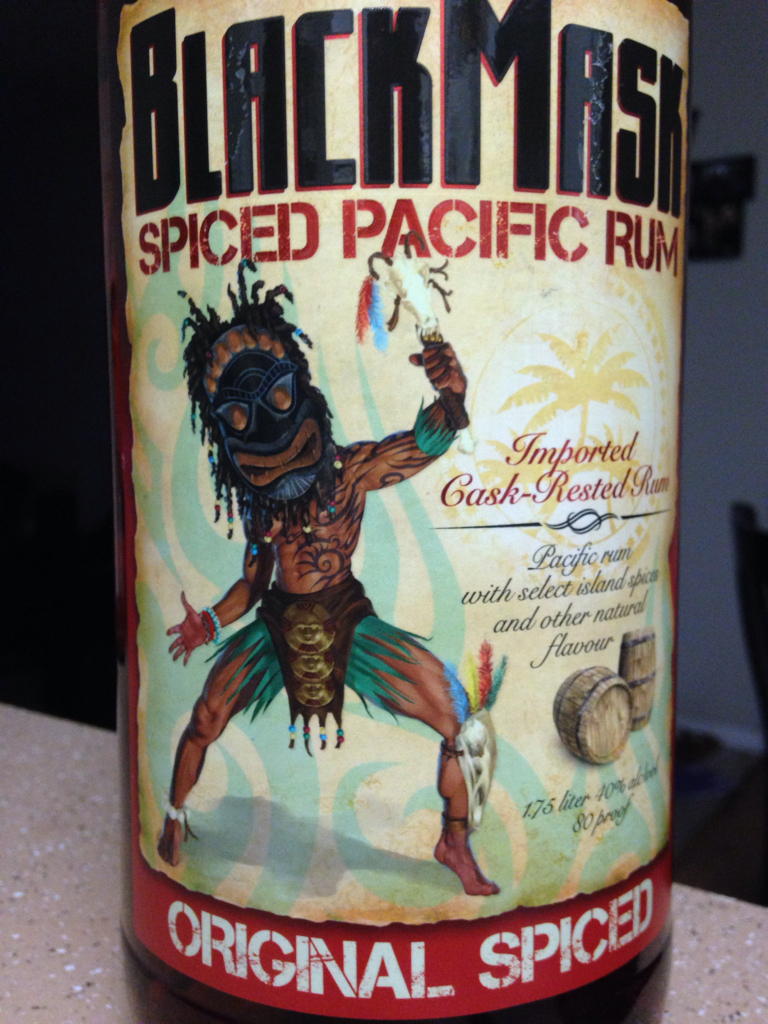 BLACKMASK
SPICED PACIFIC RUM
Imported
Cask-Rested Rum
Pacific rum
with select island spices
and other natural
flavour
1.75 liter 40% alcohol
80 proof
ORIGINAL SPICED